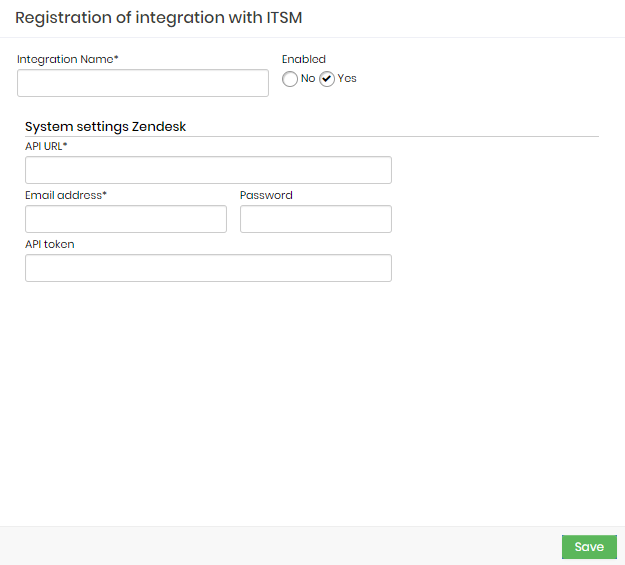 Registration of integration with ITSM
Integration Name*
Enabled
No Yes
System settings Zendesk
API URL*
Email address* Password
API token
Save